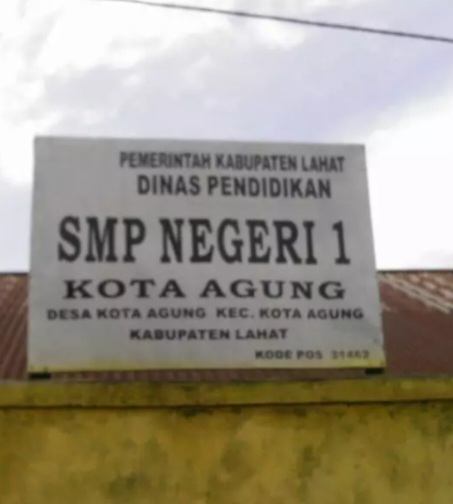 PEMERINTAH KABUPATEN LAHAT
DINAS PENDIDIKAN
SMP NEGERI 1
KOTA AGUNG
DESA KOTA AGUNG KEC. KOTA AGUNG
KABUPATEN LAHAT
KODE POS 31462